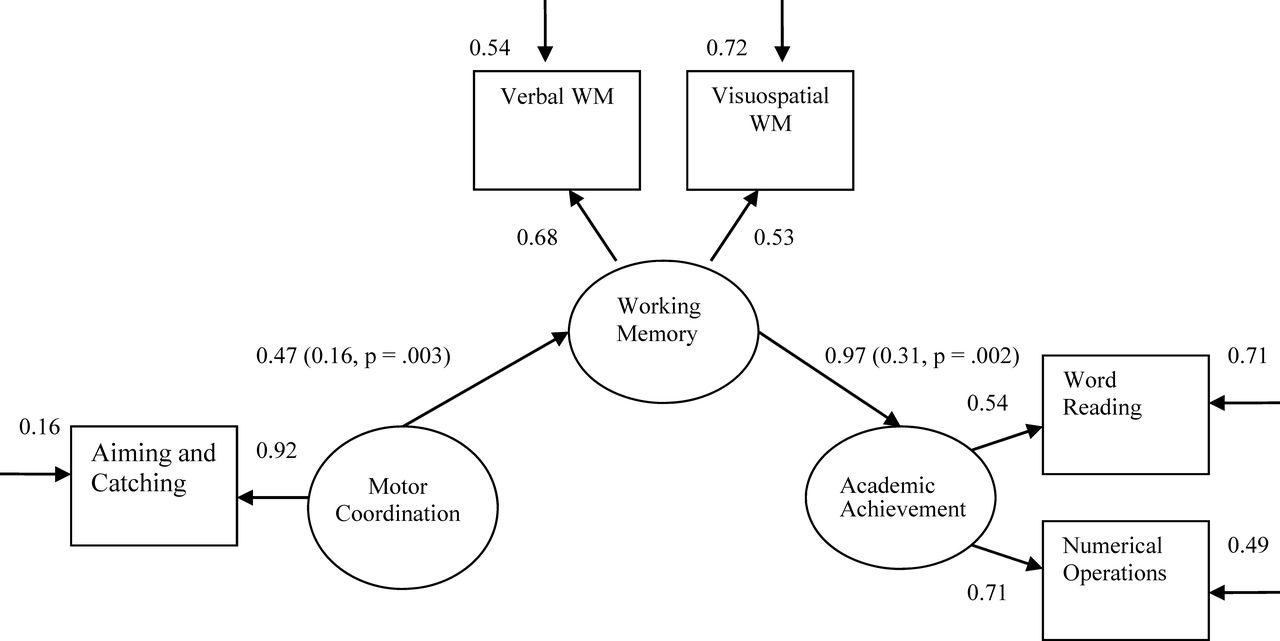 0.54
0.72
Verbal WM
Visuospatial
WM
0.68
0.53
Working
Memory
0.47 (0.16, p = .003)
0.97 (0.31, p = .002)
0.71
Word
Reading
0.54
0.16
Aiming and
Catching
0.92
Motor
Coordination
Academic
Achievement
Numerical
Operations
0.49
0.71